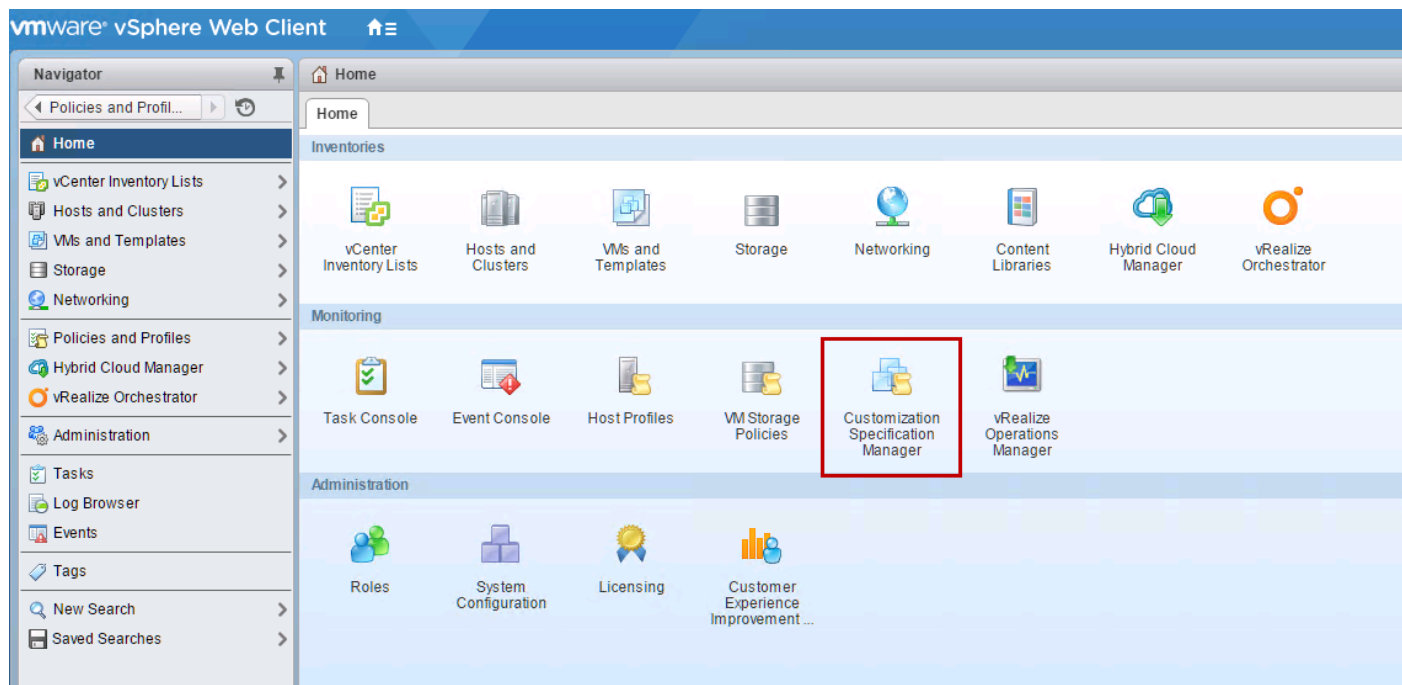 vmware vSphere Web Client
Navigator
Policies and Profil...
Home
vCenter Inventory Lists
Hosts and Clusters
VMs and Templates
Storage
Networking
Policies and Profiles
Hybrid Cloud Manager
vRealize Orchestrator
Administration
Tasks
Log Browser
Events
Tags
New Search
Saved Searches
Home
Home
Inventories
vCenter
Inventory Lists
Hosts and
Clusters
VMs and
Templates
Storage
Networking
Content
Libraries
Hybrid Cloud
Manager
vRealize
Orchestrator
Monitoring
Task Console
Event Console
Host Profiles
VM Storage
Policies
Customization
Specification
Manager
vRealize
Operations
Manager
Administration
Roles
System
Configuration
Licensing
Customer
Experience
Improvement ...